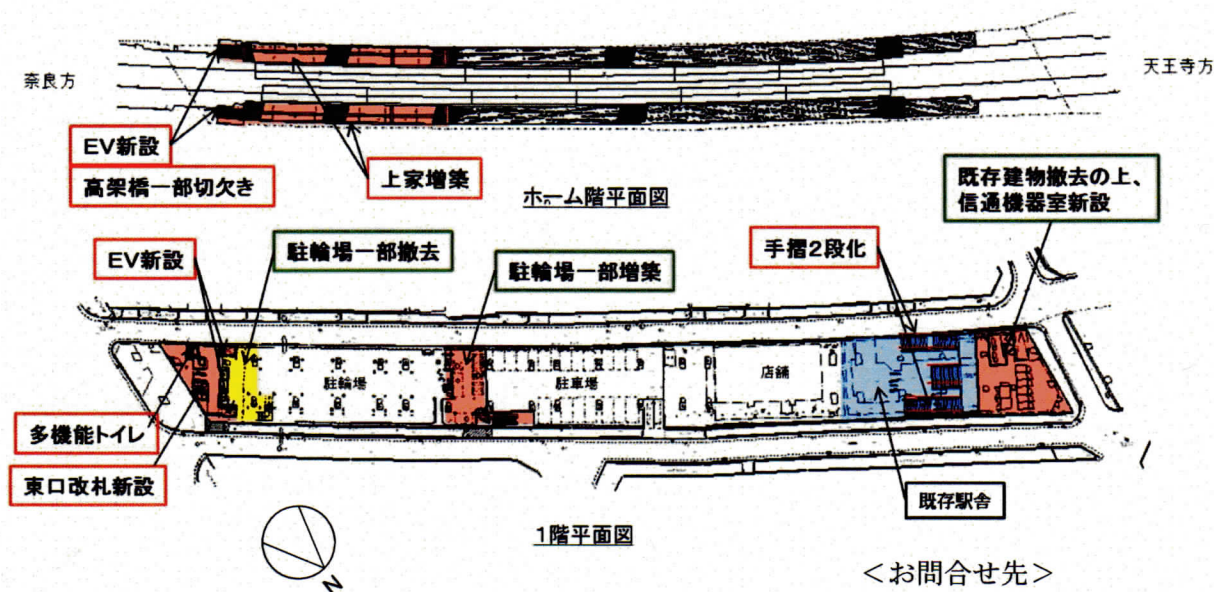 奈良方
天王寺方
EV新設
高架橋一部切欠き
上家増築
ホーム階平面図
既存建物撤去の上、
信通機器室新設
EV新設
駐輪場一部撤去
駐輪場一部増築
手摺2段化
駐輪場
駐車場
店舗
多機能トイレ
東口改札新設
既存駅舎
1階平面図
N
<お問合せ先>